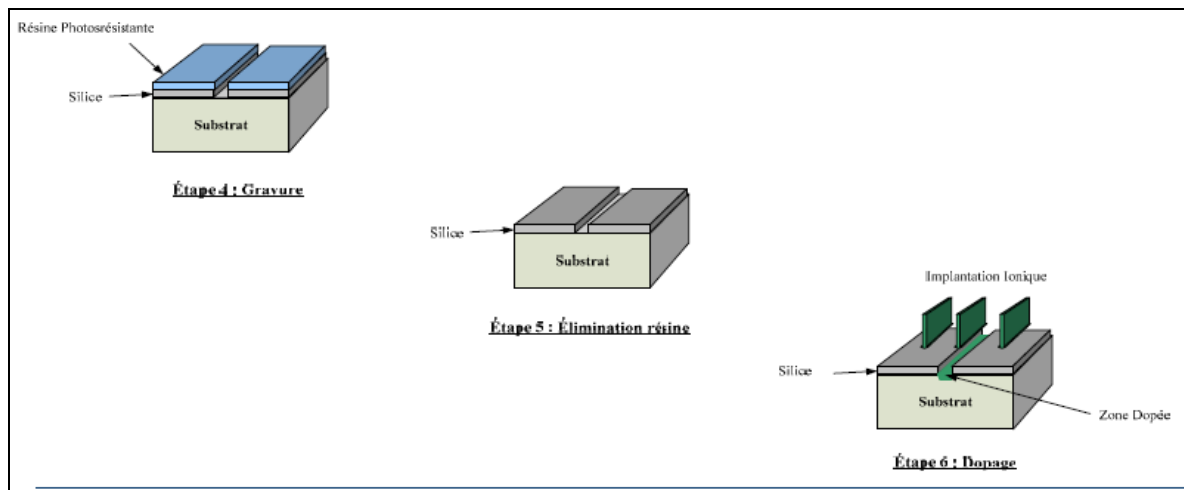 Résine Photosrésistante
Silice
Substrat
Étape 4 : Gravure
Silice
Substrat
Étape 5 : Élimination résine
Implantation Ionique
Silice
Substrat
Zone Dopée
Étape 6 : Dopage